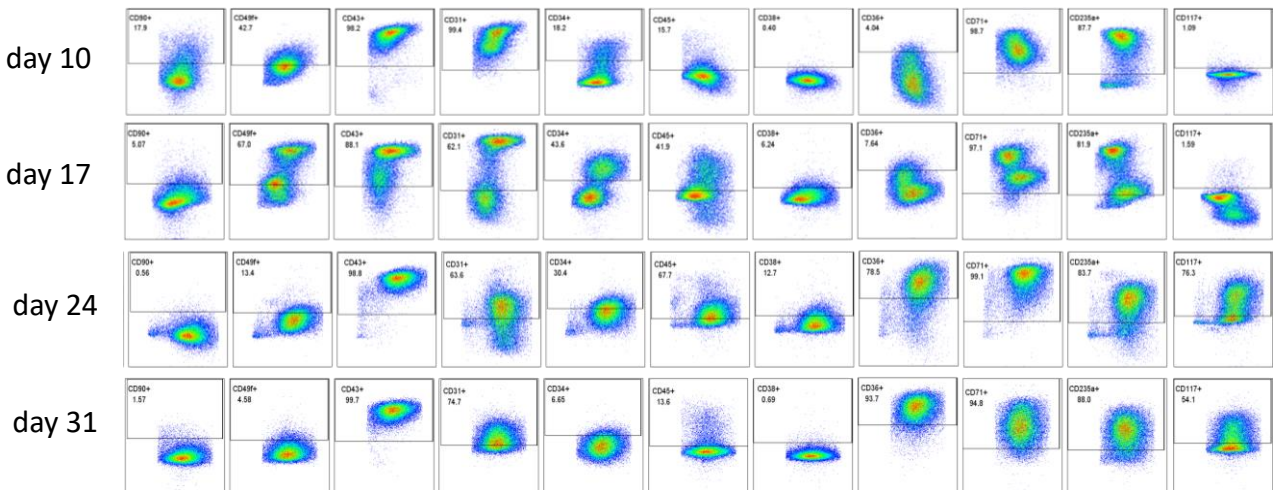 CD90+ CD49f+ CD43+ CD31+ CD34+ CD45+ CD38+ CD36+ CD71+ CD235a+ CD117+
17.9 42.7 98.2 99.4 18.2 15.7 0.40 4.04 98.7 87.7 1.09
day 10
CD90+ CD49f+ CD43+ CD31+ CD34+ CD45+ CD38+ CD36+ CD71+ CD235a+ CD117+
5.07 67.0 88.1 62.1 43.6 41.9 6.24 7.64 97.1 81.9 1.59
day 17
CD90+ CD49f+ CD43+ CD31+ CD34+ CD45+ CD38+ CD36+ CD71+ CD235a+ CD117+
0.56 13.4 98.8 63.6 30.4 67.7 12.7 78.5 99.1 83.7 76.3
day 24
CD90+ CD49f+ CD43+ CD31+ CD34+ CD45+ CD38+ CD36+ CD71+ CD235a+ CD117+
1.57 4.58 99.7 74.7 6.65 13.6 0.69 93.7 94.8 88.0 54.1
day 31